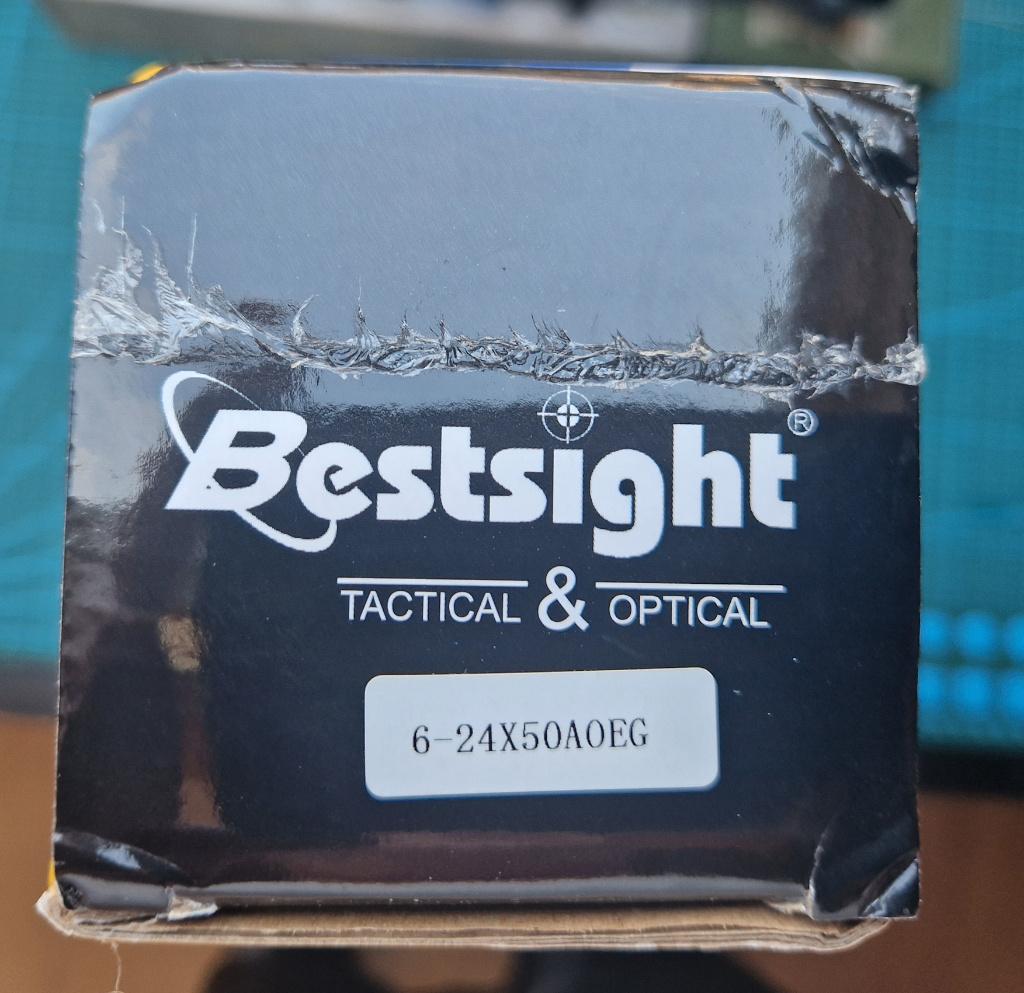 Bestsight®
TACTICAL & OPTICAL
6-24X50AOEG